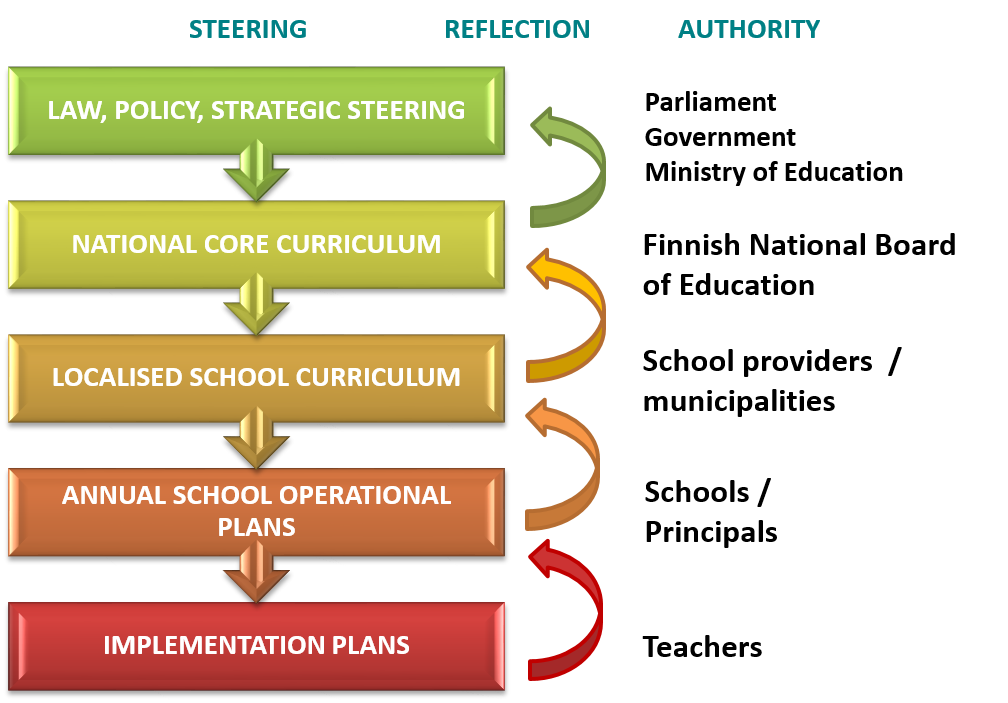 STEERING
REFLECTION
AUTHORITY
LAW, POLICY, STRATEGIC STEERING
Parliament
Government
Ministry of Education
NATIONAL CORE CURRICULUM
Finnish National Board
of Education
LOCALISED SCHOOL CURRICULUM
School providers /
municipalities
ANNUAL SCHOOL OPERATIONAL
PLANS
Schools /
Principals
IMPLEMENTATION PLANS
Teachers